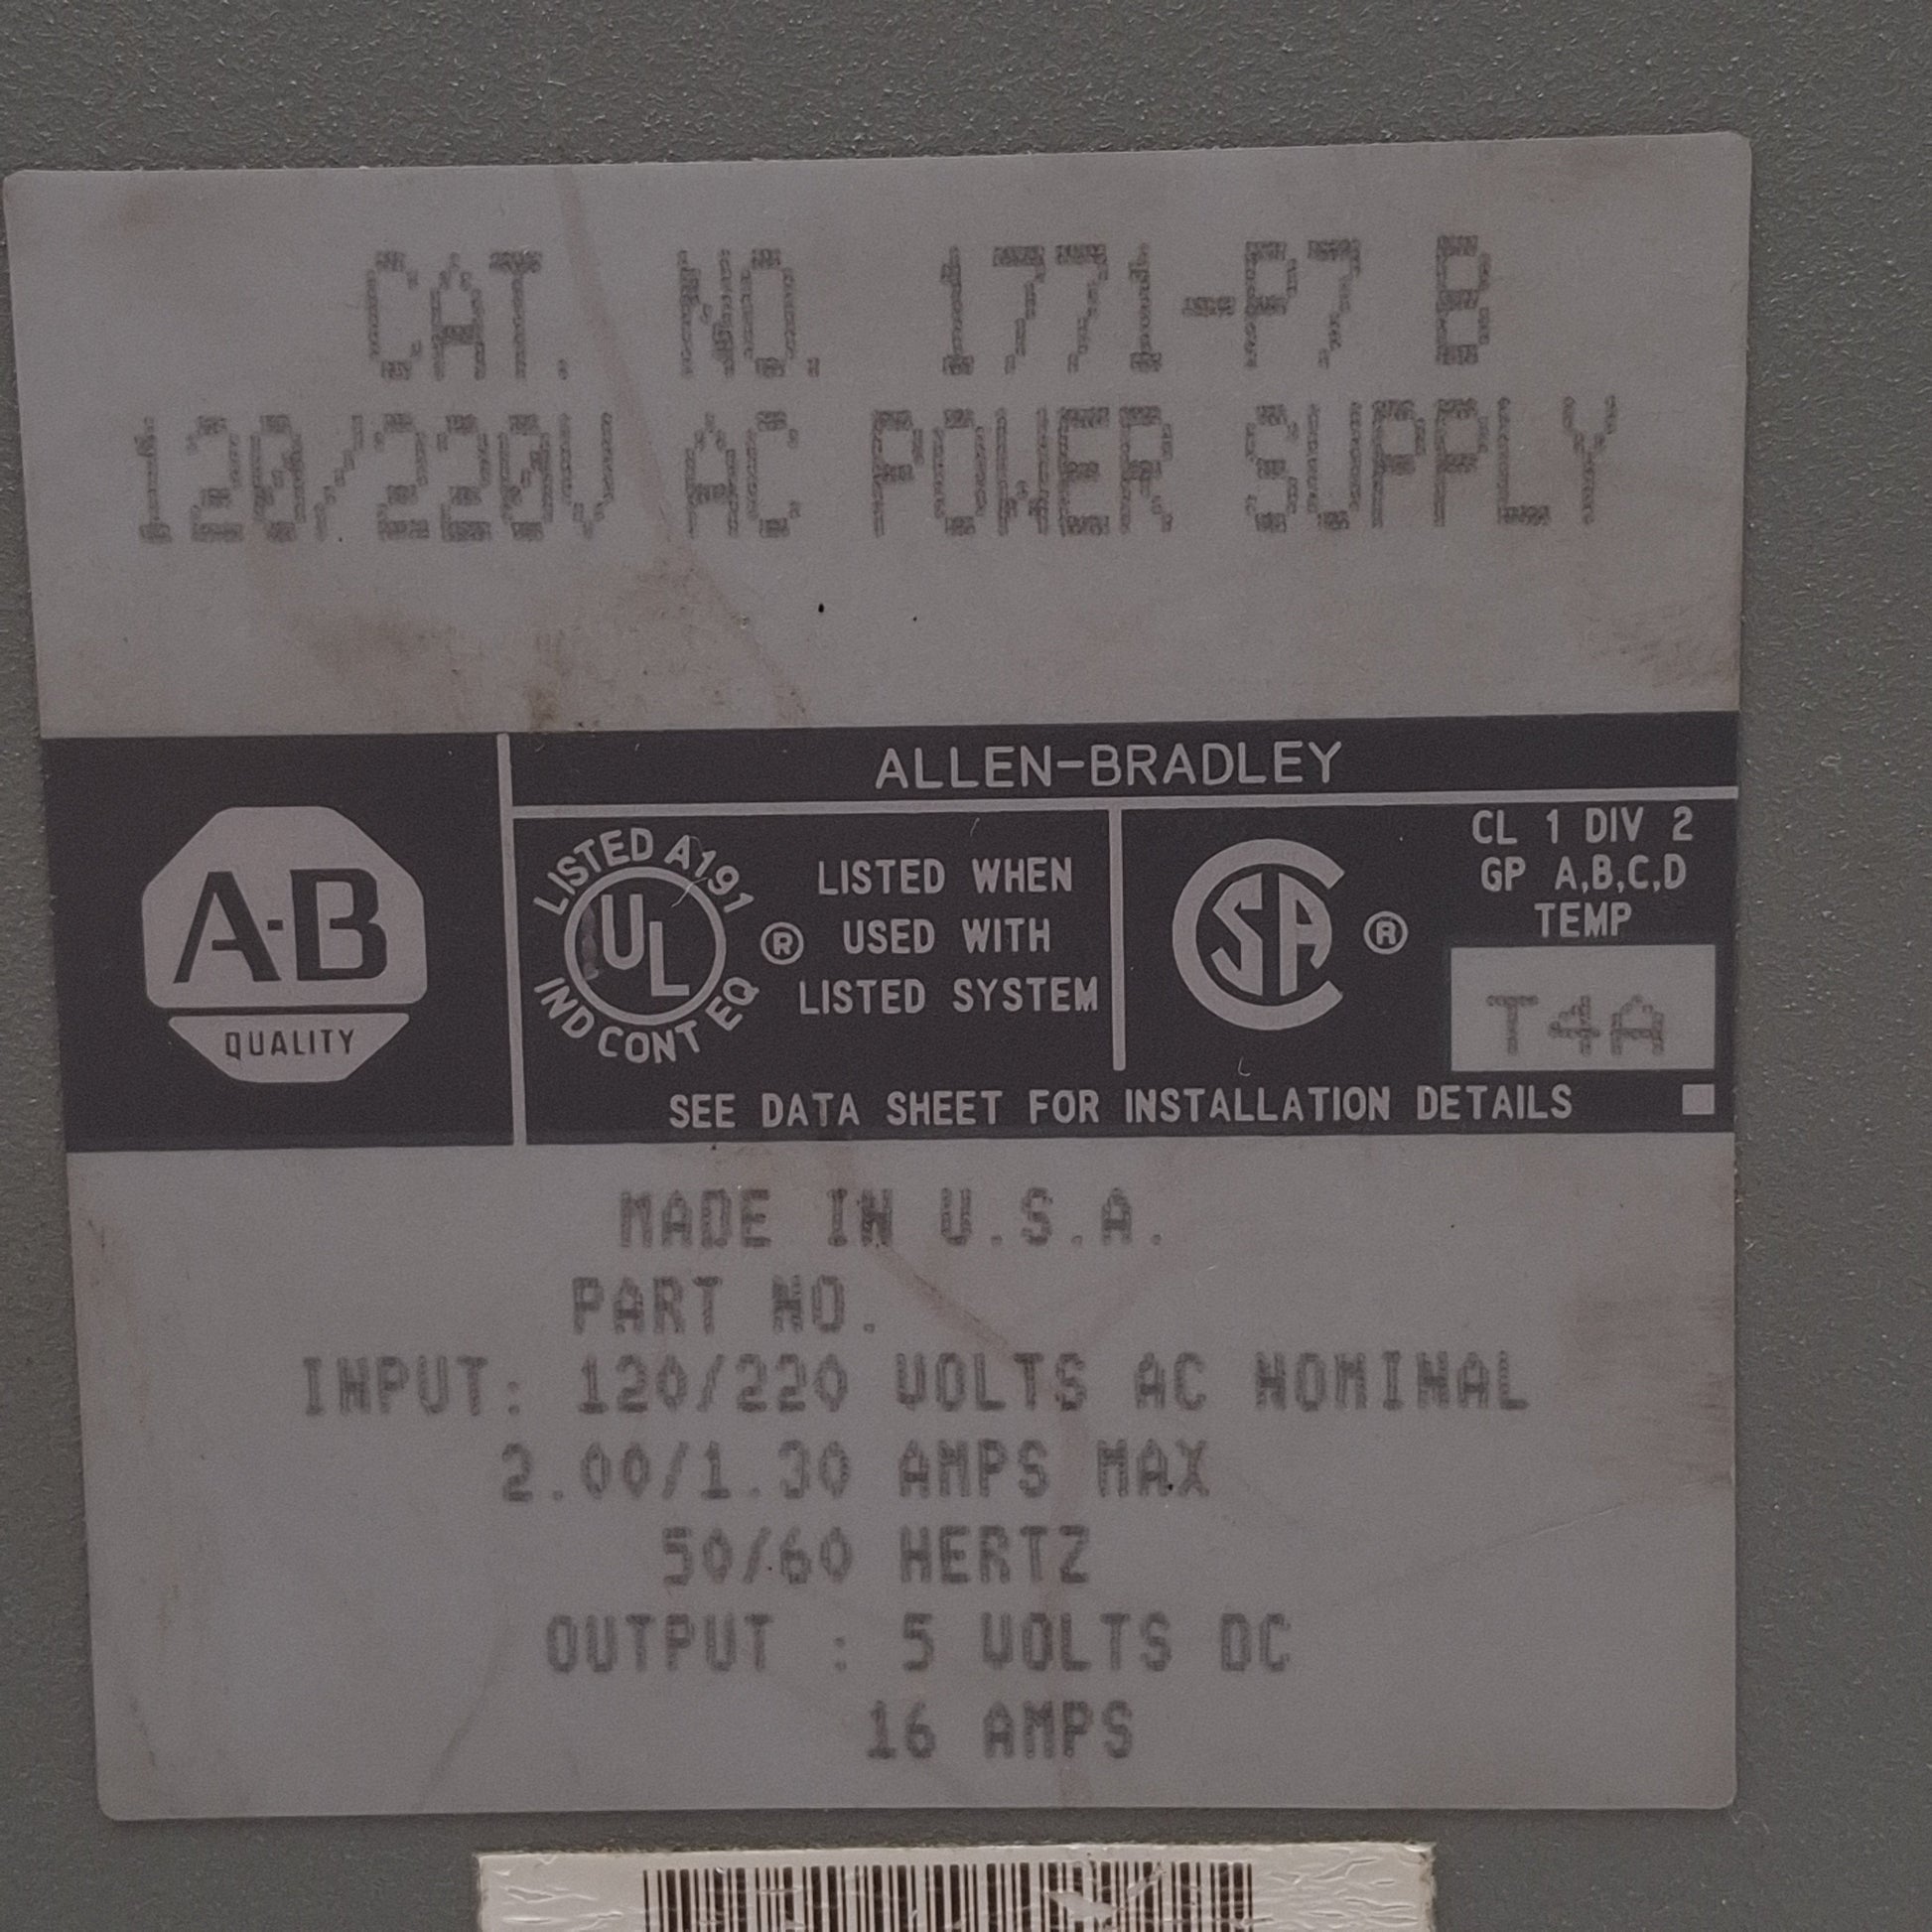 CAT. NO. 1771-P7 B
120/220V AC POWER SUPPLY
ALLEN-BRADLEY
A-B
QUALITY
LISTED A191
UL
IND CONT EQ
®
LISTED WHEN
USED WITH
LISTED SYSTEM
SA
®
CL 1 DIV 2
GP A,B,C,D
TEMP
T4A
SEE DATA SHEET FOR INSTALLATION DETAILS
MADE IN U.S.A.
PART NO.
INPUT: 120/220 VOLTS AC NOMINAL
2.00/1.30 AMPS MAX
50/60 HERTZ
OUTPUT : 5 VOLTS DC
16 AMPS